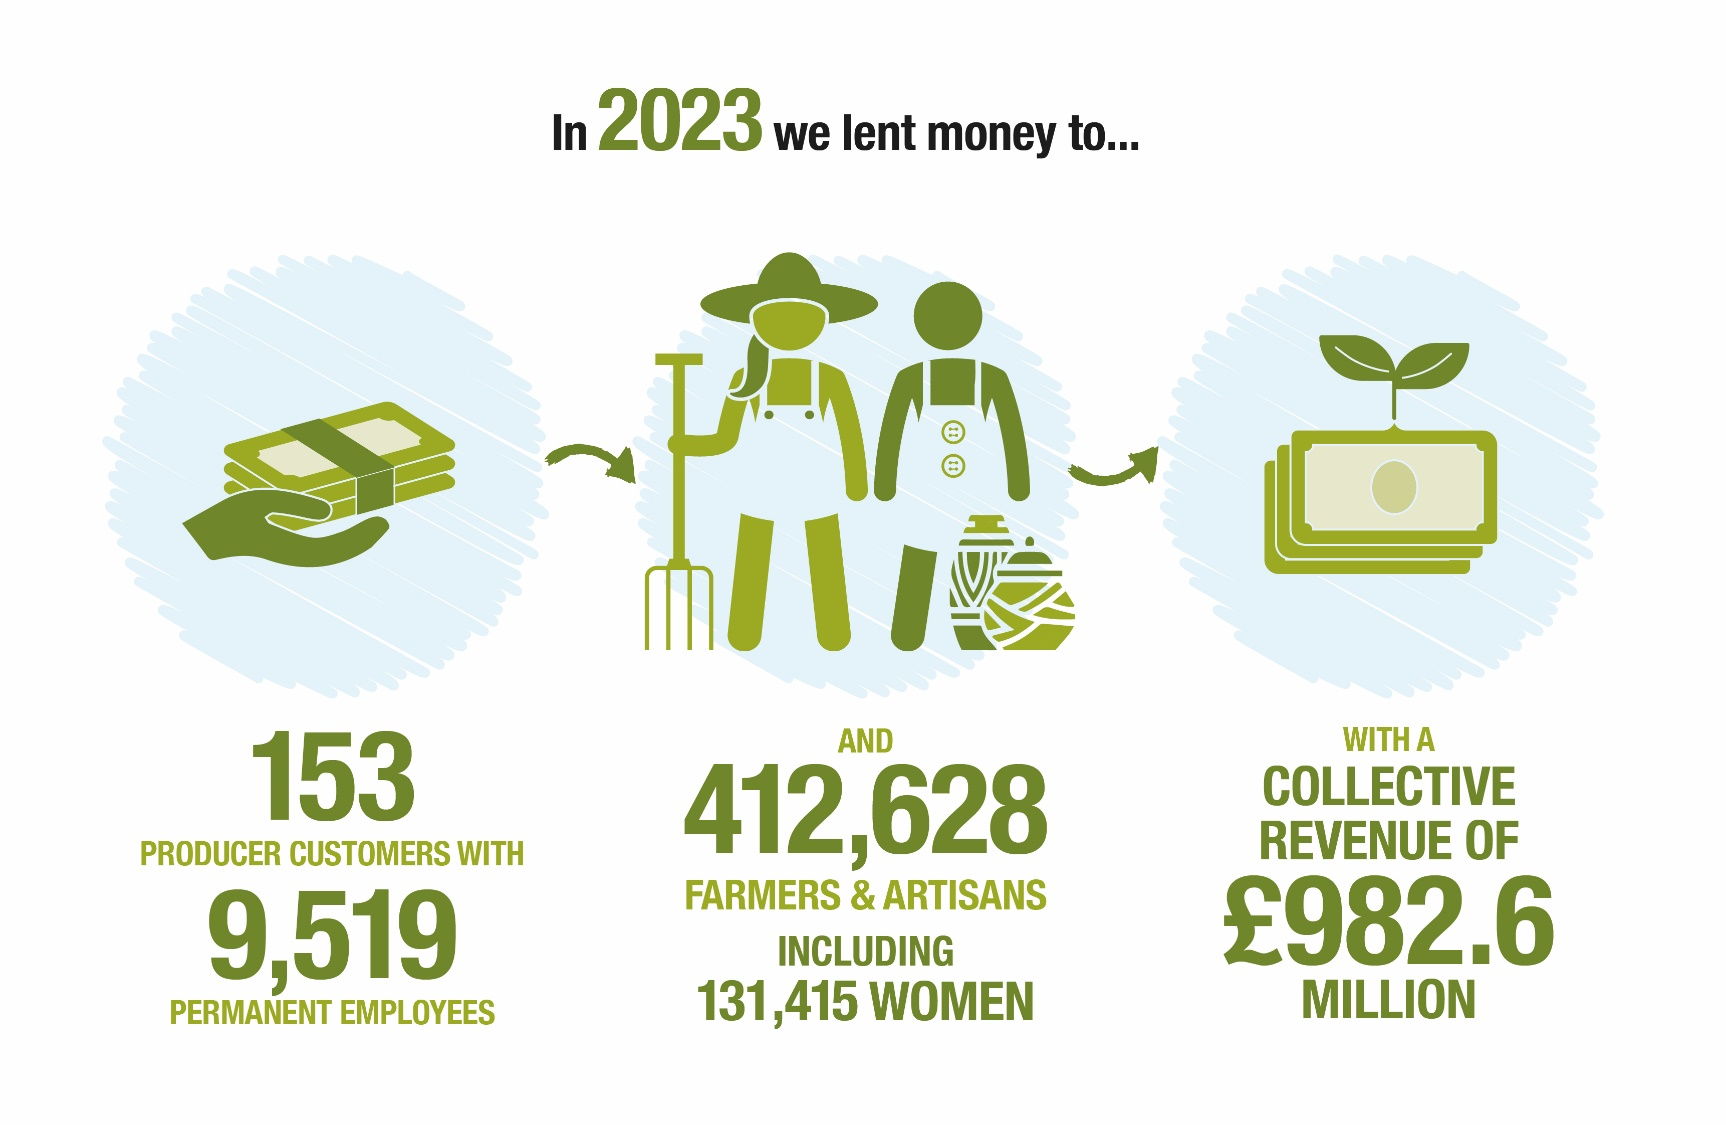 In 2023 we lent money to...
153
PRODUCER CUSTOMERS WITH
9,519
PERMANENT EMPLOYEES
AND
412,628
FARMERS & ARTISANS
INCLUDING
131,415 WOMEN
WITH A
COLLECTIVE
REVENUE OF
£982.6
MILLION